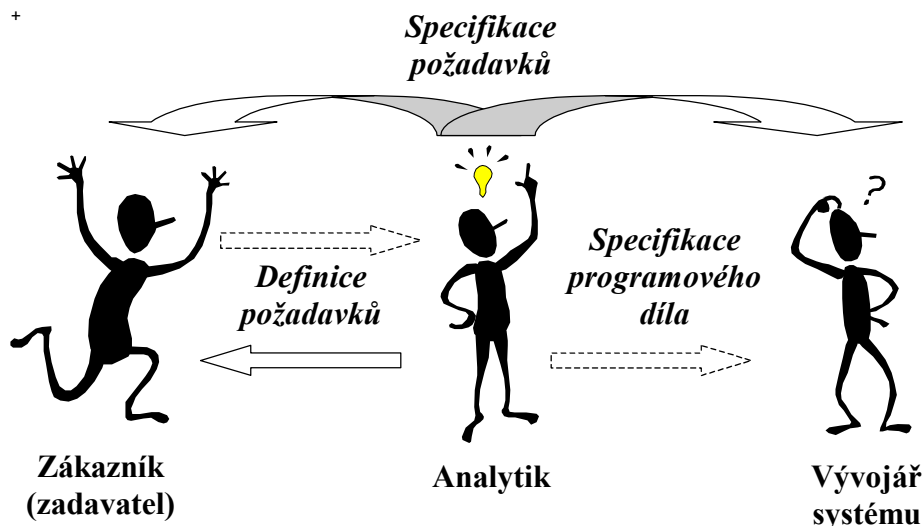 +
Specifikace
požadavků
?
Definice
požadavků
Specifikace
programového
díla
Zákazník
(zadavatel)
Analytik
Vývojář
systému